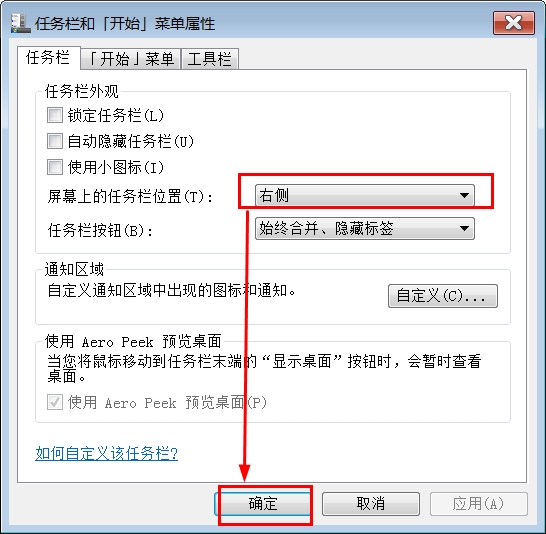 任务栏和「开始」菜单属性
任务栏 「开始」菜单 工具栏
任务栏外观
锁定任务栏(L)
自动隐藏任务栏(U)
使用小图标(I)
屏幕上的任务栏位置(T): 右侧
任务栏按钮(B): 始终合并、隐藏标签
通知区域
自定义通知区域中出现的图标和通知。 自定义(C)...
使用 Aero Peek 预览桌面
当您将鼠标移动到任务栏末端的“显示桌面”按钮时，会暂时查看
桌面。
使用 Aero Peek 预览桌面(P)
如何自定义该任务栏?
确定 取消 应用(A)